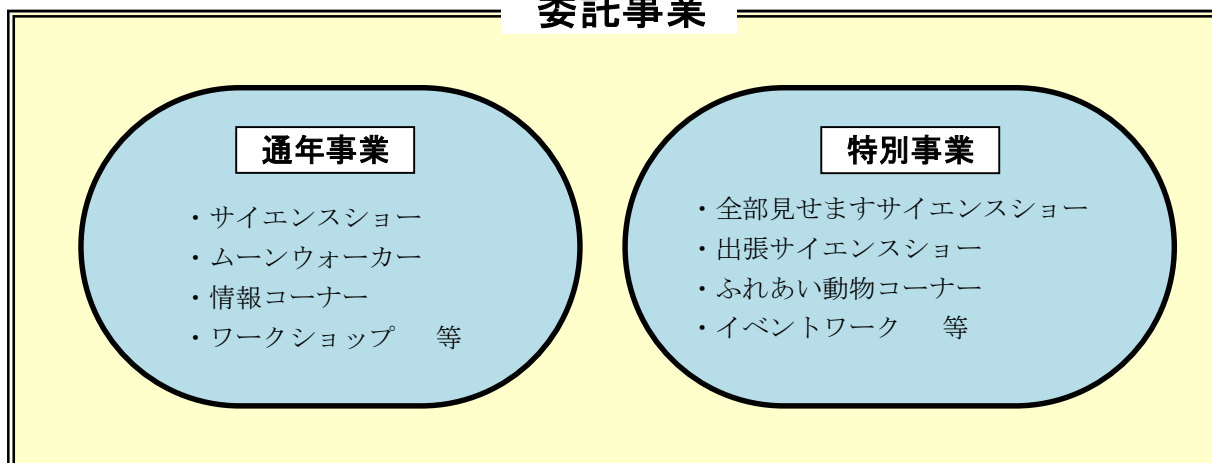 委託事業
通年事業
・サイエンスショー
・ムーンウォーカー
・情報コーナー
・ワークショップ　等
特別事業
・全部見せますサイエンスショー
・出張サイエンスショー
・ふれあい動物コーナー
・イベントワーク　等